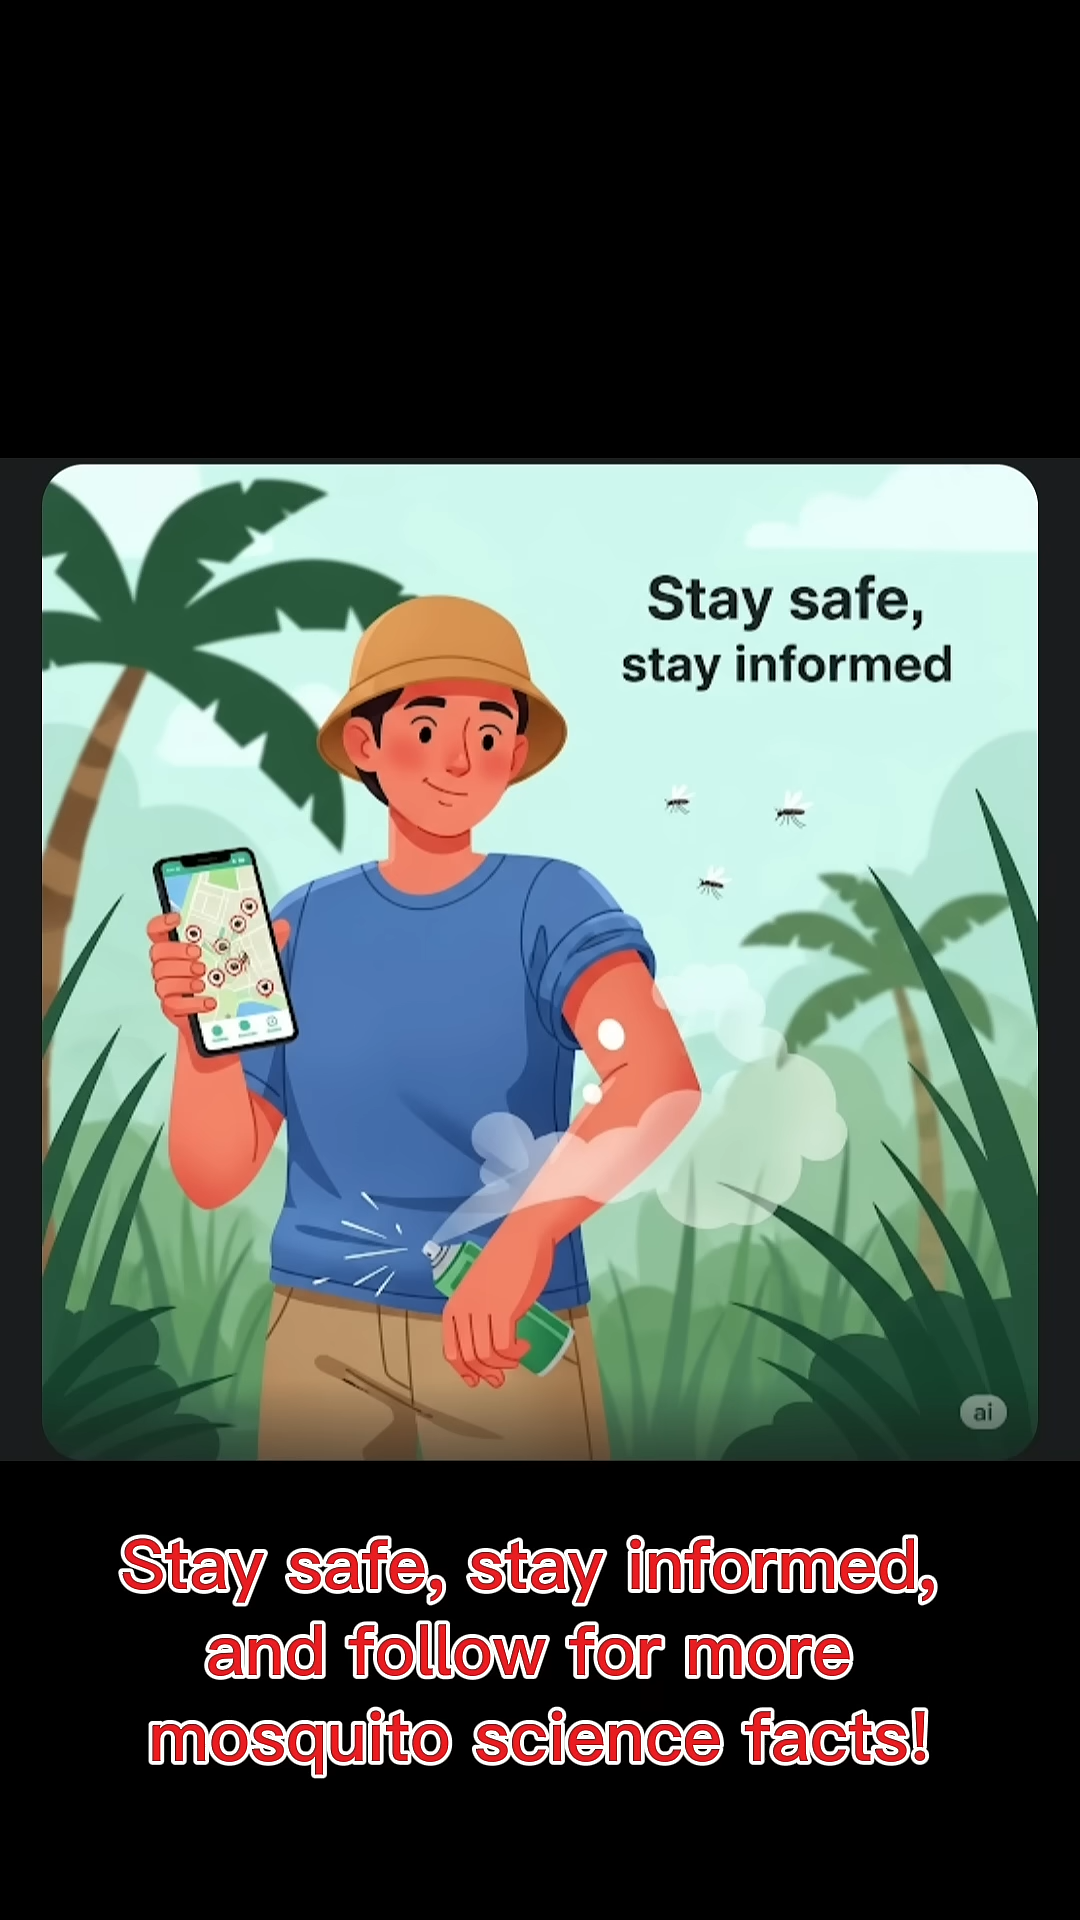 Stay safe,
stay informed
ai
Stay safe, stay informed,
and follow for more
mosquito science facts!